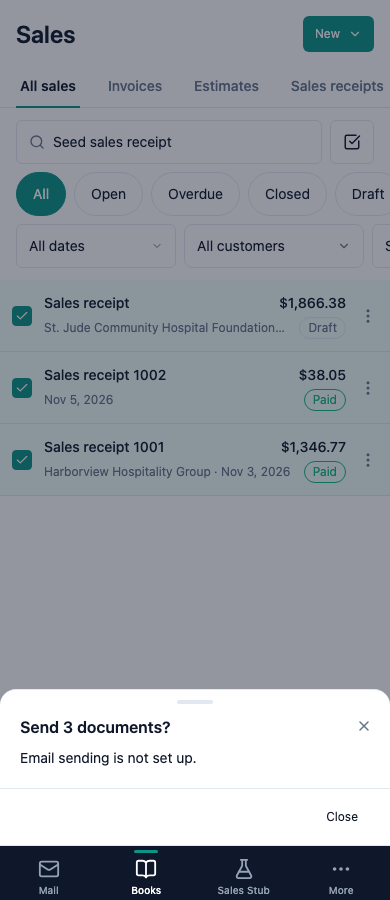 Sales
New
All sales
Invoices
Estimates
Sales receipts
Seed sales receipt
All
Open
Overdue
Closed
Draft
All dates
All customers
S
Sales receipt
$1,866.38
St. Jude Community Hospital Foundation…
Draft
Sales receipt 1002
$38.05
Nov 5, 2026
Paid
Sales receipt 1001
$1,346.77
Harborview Hospitality Group · Nov 3, 2026
Paid
Send 3 documents?
Email sending is not set up.
Close
Mail
Books
Sales Stub
More